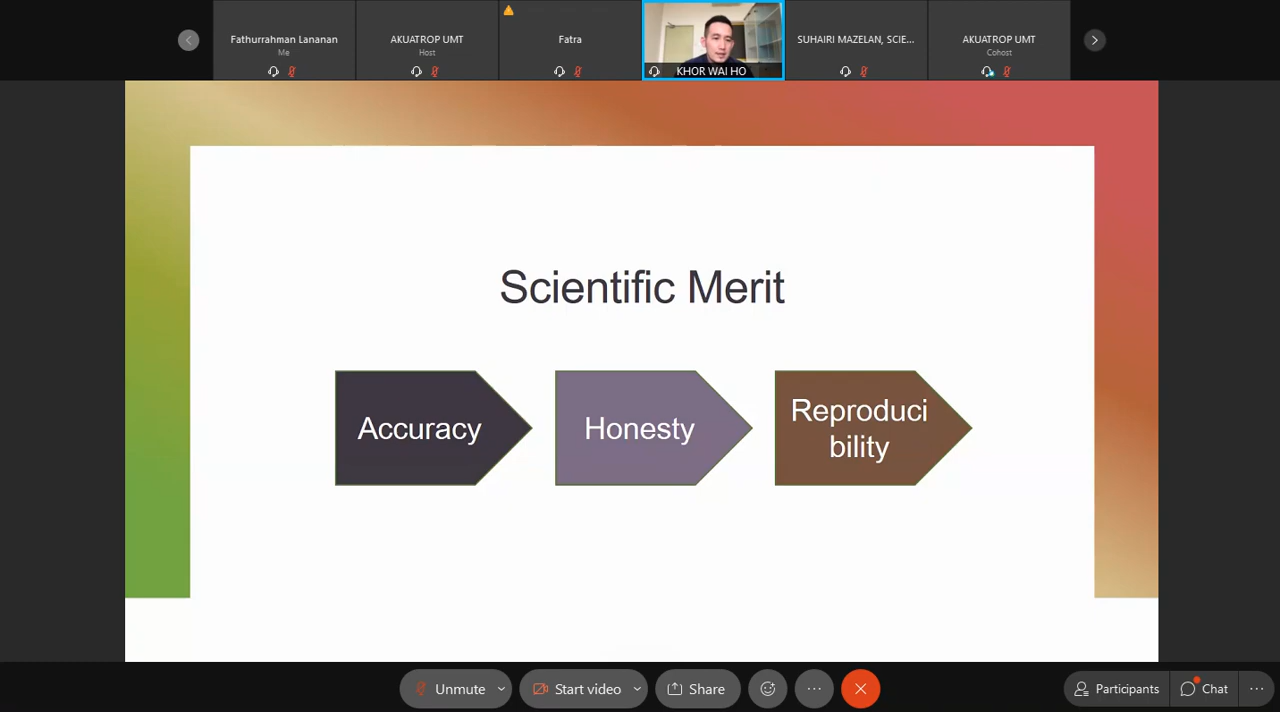 Fathurrahman Lananan
Me
AKUATROP UMT
Host
Fatra
KHOR WAI HO
SUHAIRI MAZELAN, SCIE...
AKUATROP UMT
Cohost
Scientific Merit
Accuracy
Honesty
Reproduci
bility
Unmute
Start video
Share
Participants
Chat